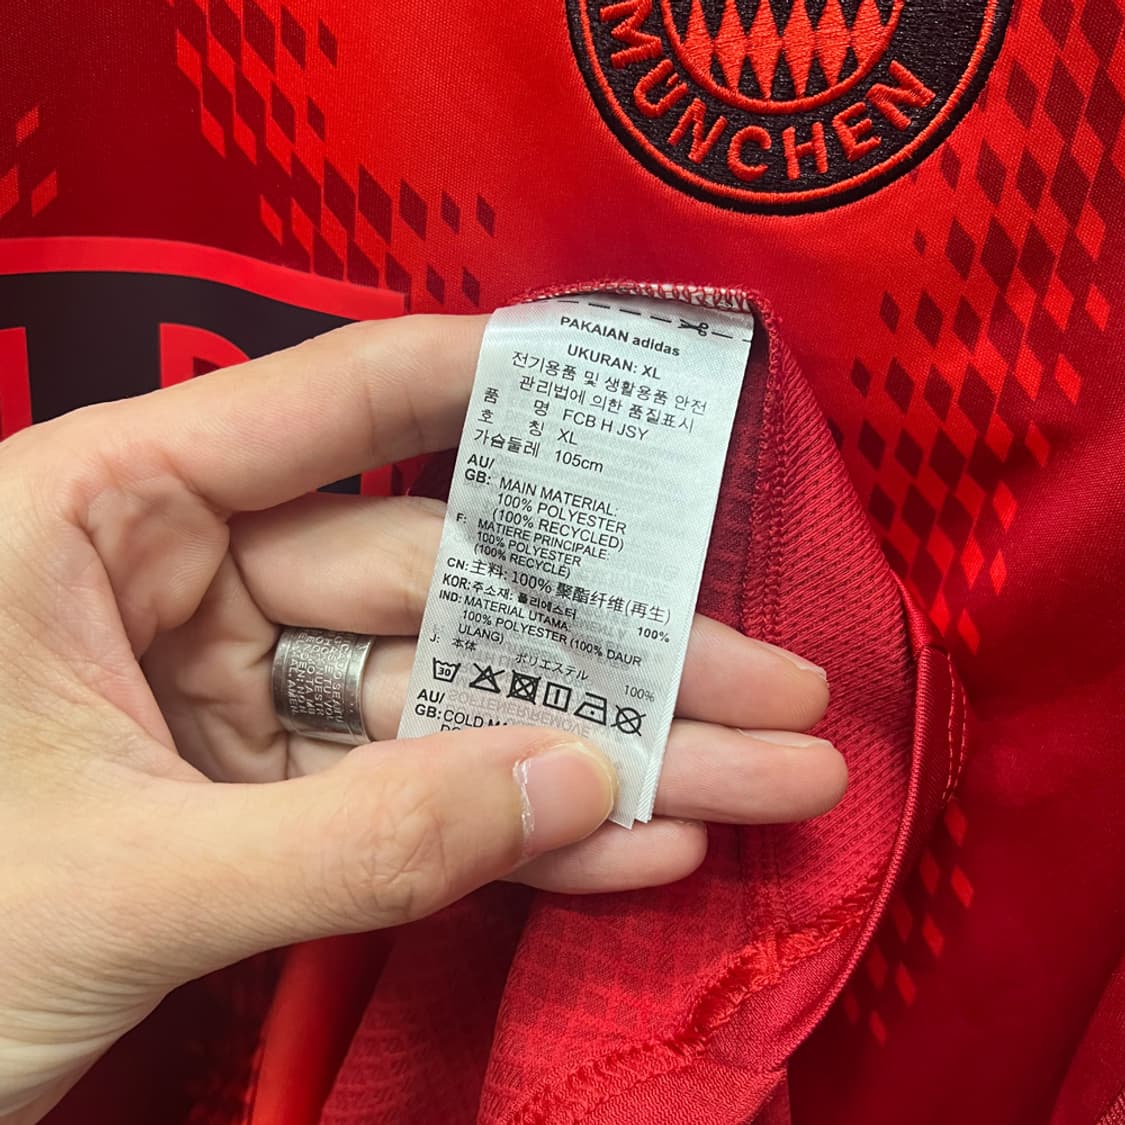 MÜNCHEN
PAKAIAN adidas
UKURAN: XL
전기용품 및 생활용품 안전
관리법에 의한 품질표시
품 명 FCB H JSY
호 칭 XL
가슴둘레 105cm
AU/
GB: MAIN MATERIAL:
100% POLYESTER
(100% RECYCLED)
F: MATIERE PRINCIPALE:
100% POLYESTER
(100% RECYCLÉ)
CN: 主料: 100% 聚酯纤维(再生)
KOR: 주소재: 폴리에스터 100%
IND: MATERIAL UTAMA:
100% POLYESTER (100% DAUR
ULANG)
J: 本体 ポリエステル 100%
30
AU/
GB: COLD